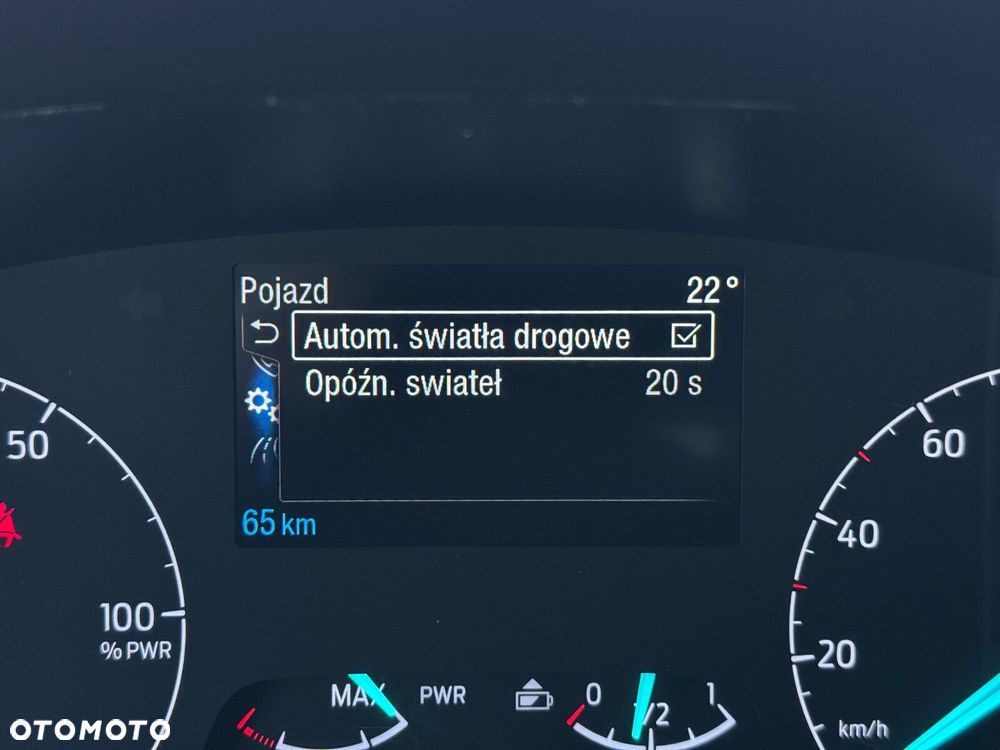 Pojazd 22°
Autom. światła drogowe
Opóźn. swiateł 20 s
65 km
50
100
% PWR
60
40
20
km/h
MAX PWR
0 1/2 1
OTOMOTO